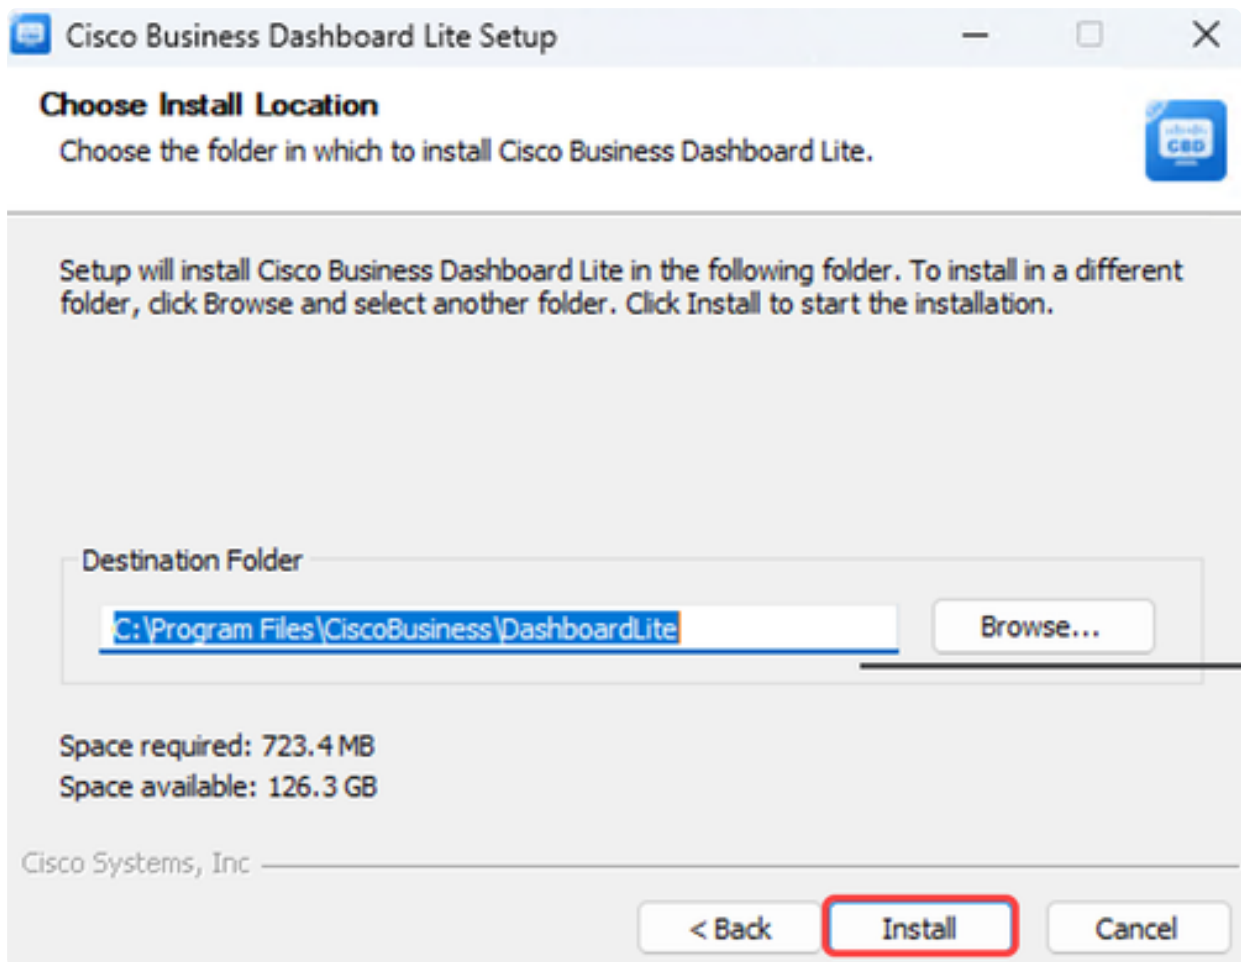 Cisco Business Dashboard Lite Setup
Choose Install Location
Choose the folder in which to install Cisco Business Dashboard Lite.
CBD
Setup will install Cisco Business Dashboard Lite in the following folder. To install in a different
folder, click Browse and select another folder. Click Install to start the installation.
Destination Folder
C:\Program Files\CiscoBusiness\DashboardLite
Browse...
Space required: 723.4 MB
Space available: 126.3 GB
Cisco Systems, Inc
< Back Install Cancel